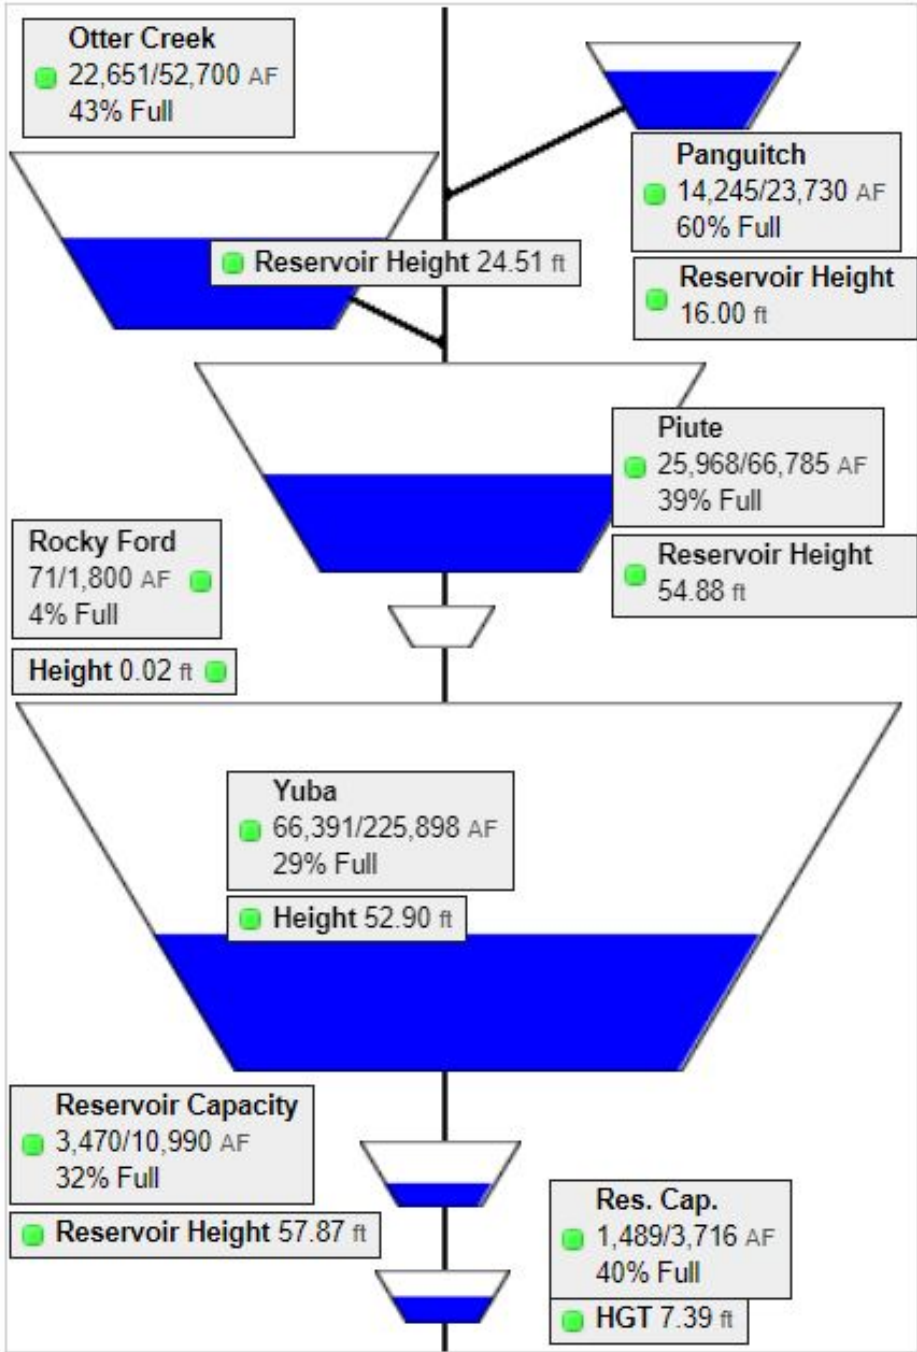 Otter Creek
22,651/52,700 AF
43% Full
Panguitch
14,245/23,730 AF
60% Full
Reservoir Height 24.51 ft
Reservoir Height
16.00 ft
Piute
25,968/66,785 AF
39% Full
Reservoir Height
54.88 ft
Rocky Ford
71/1,800 AF
4% Full
Height 0.02 ft
Yuba
66,391/225,898 AF
29% Full
Height 52.90 ft
Reservoir Capacity
3,470/10,990 AF
32% Full
Reservoir Height 57.87 ft
Res. Cap.
1,489/3,716 AF
40% Full
HGT 7.39 ft